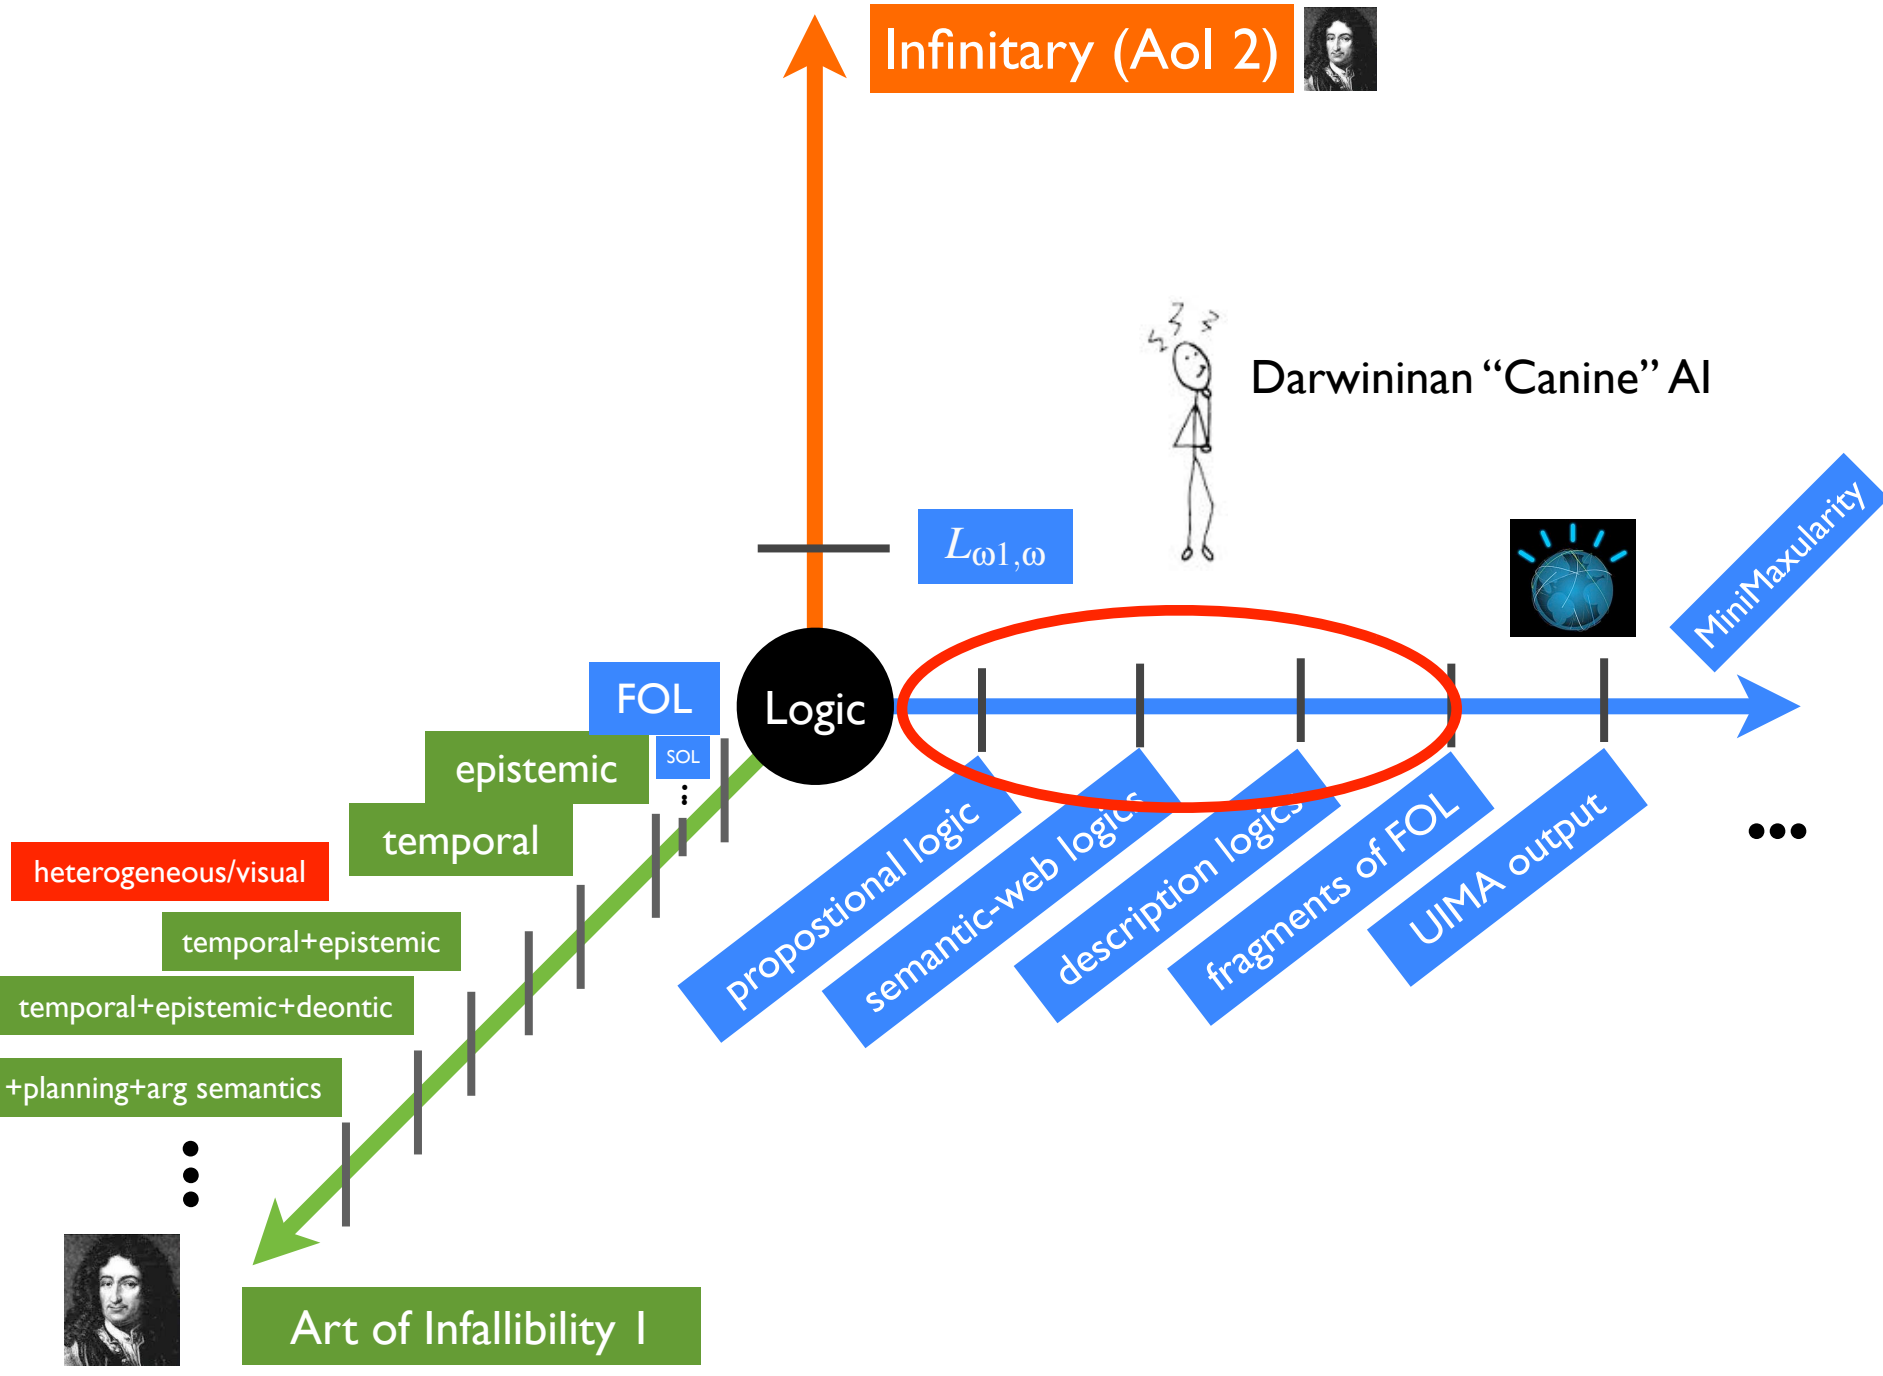 Infinitary (AoI 2)
Darwininan “Canine” AI
Lω1,ω
MiniMaxularity
FOL
Logic
SOL
epistemic
temporal
heterogeneous/visual
temporal+epistemic
temporal+epistemic+deontic
+planning+arg semantics
propostional logic
semantic-web logics
description logics
fragments of FOL
UIMA output
Art of Infallibility 1